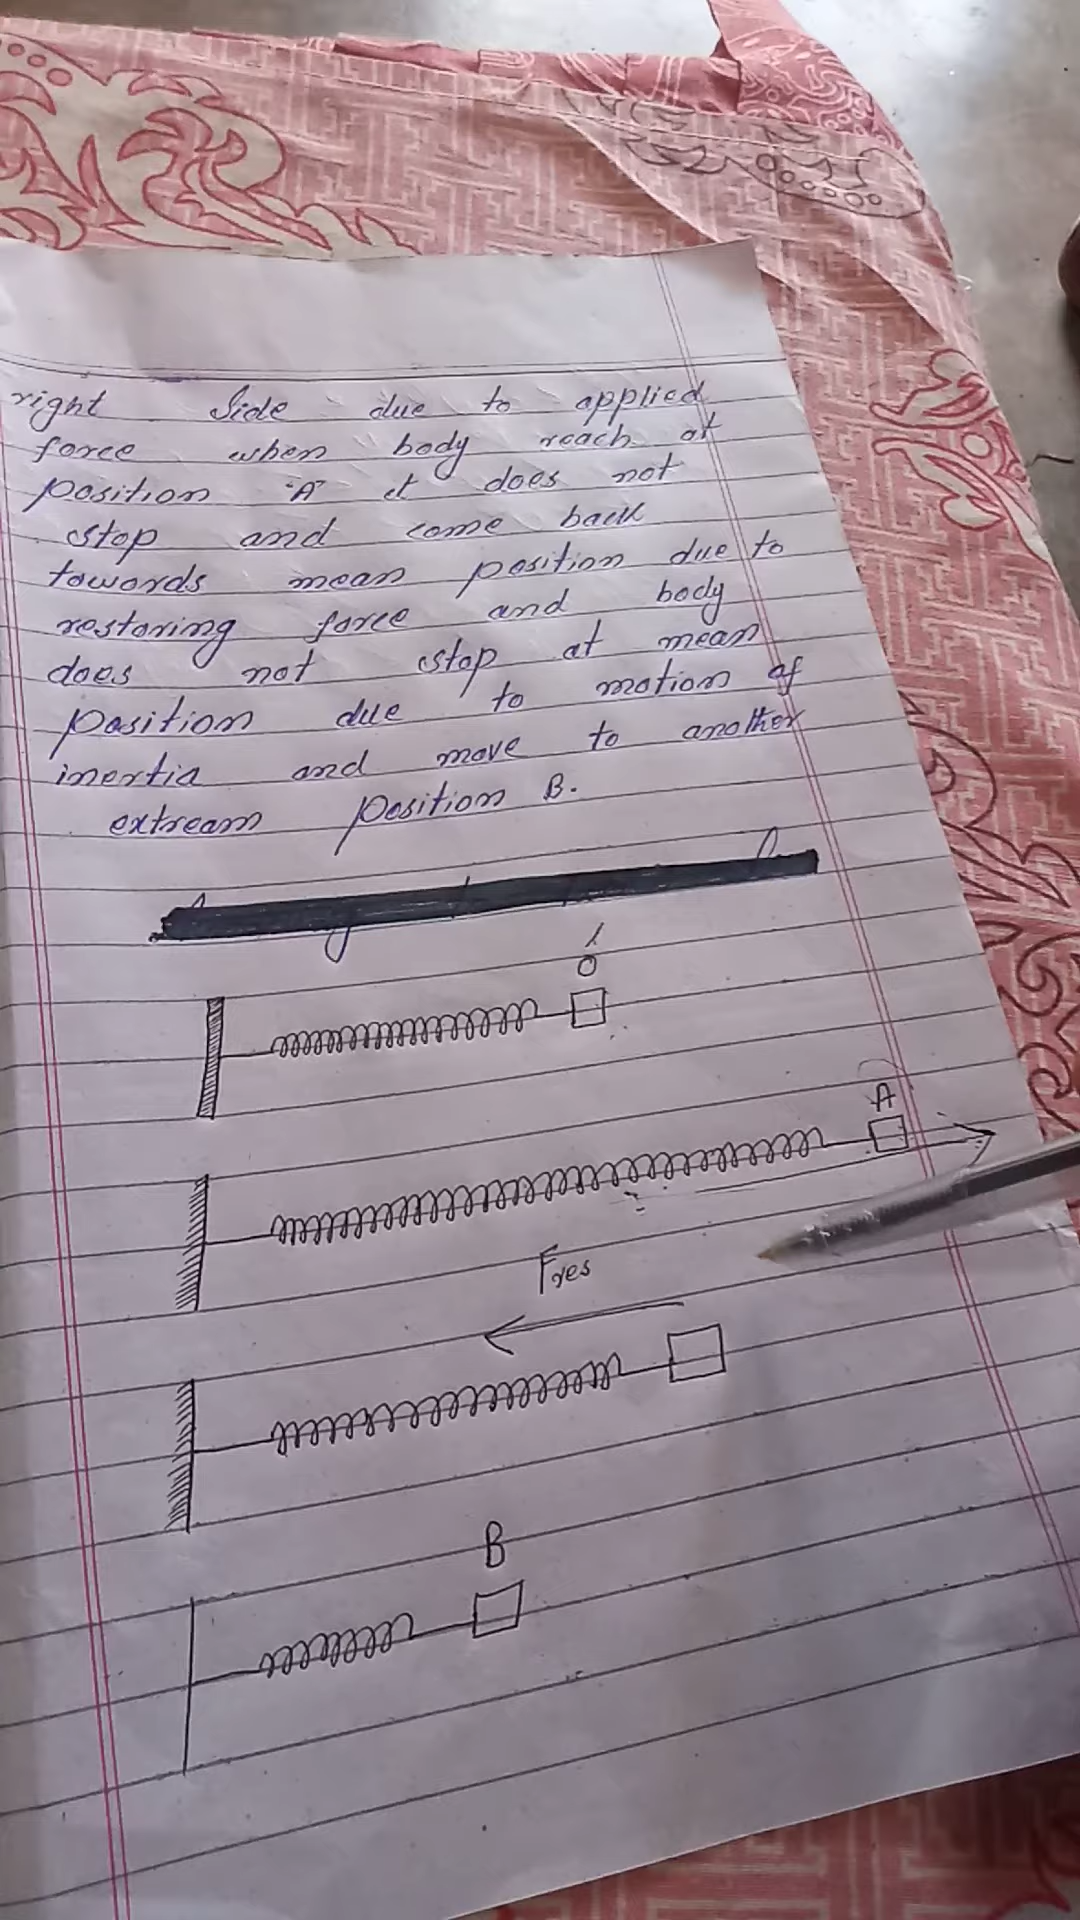 right Side due to applied
force when body reach at
position "A" it does not
stop and come back
towards mean position due to
restoring force and body
does not stop at mean
position due to motion of
inertia and move to another
extream position B.
O
A
Fres
B